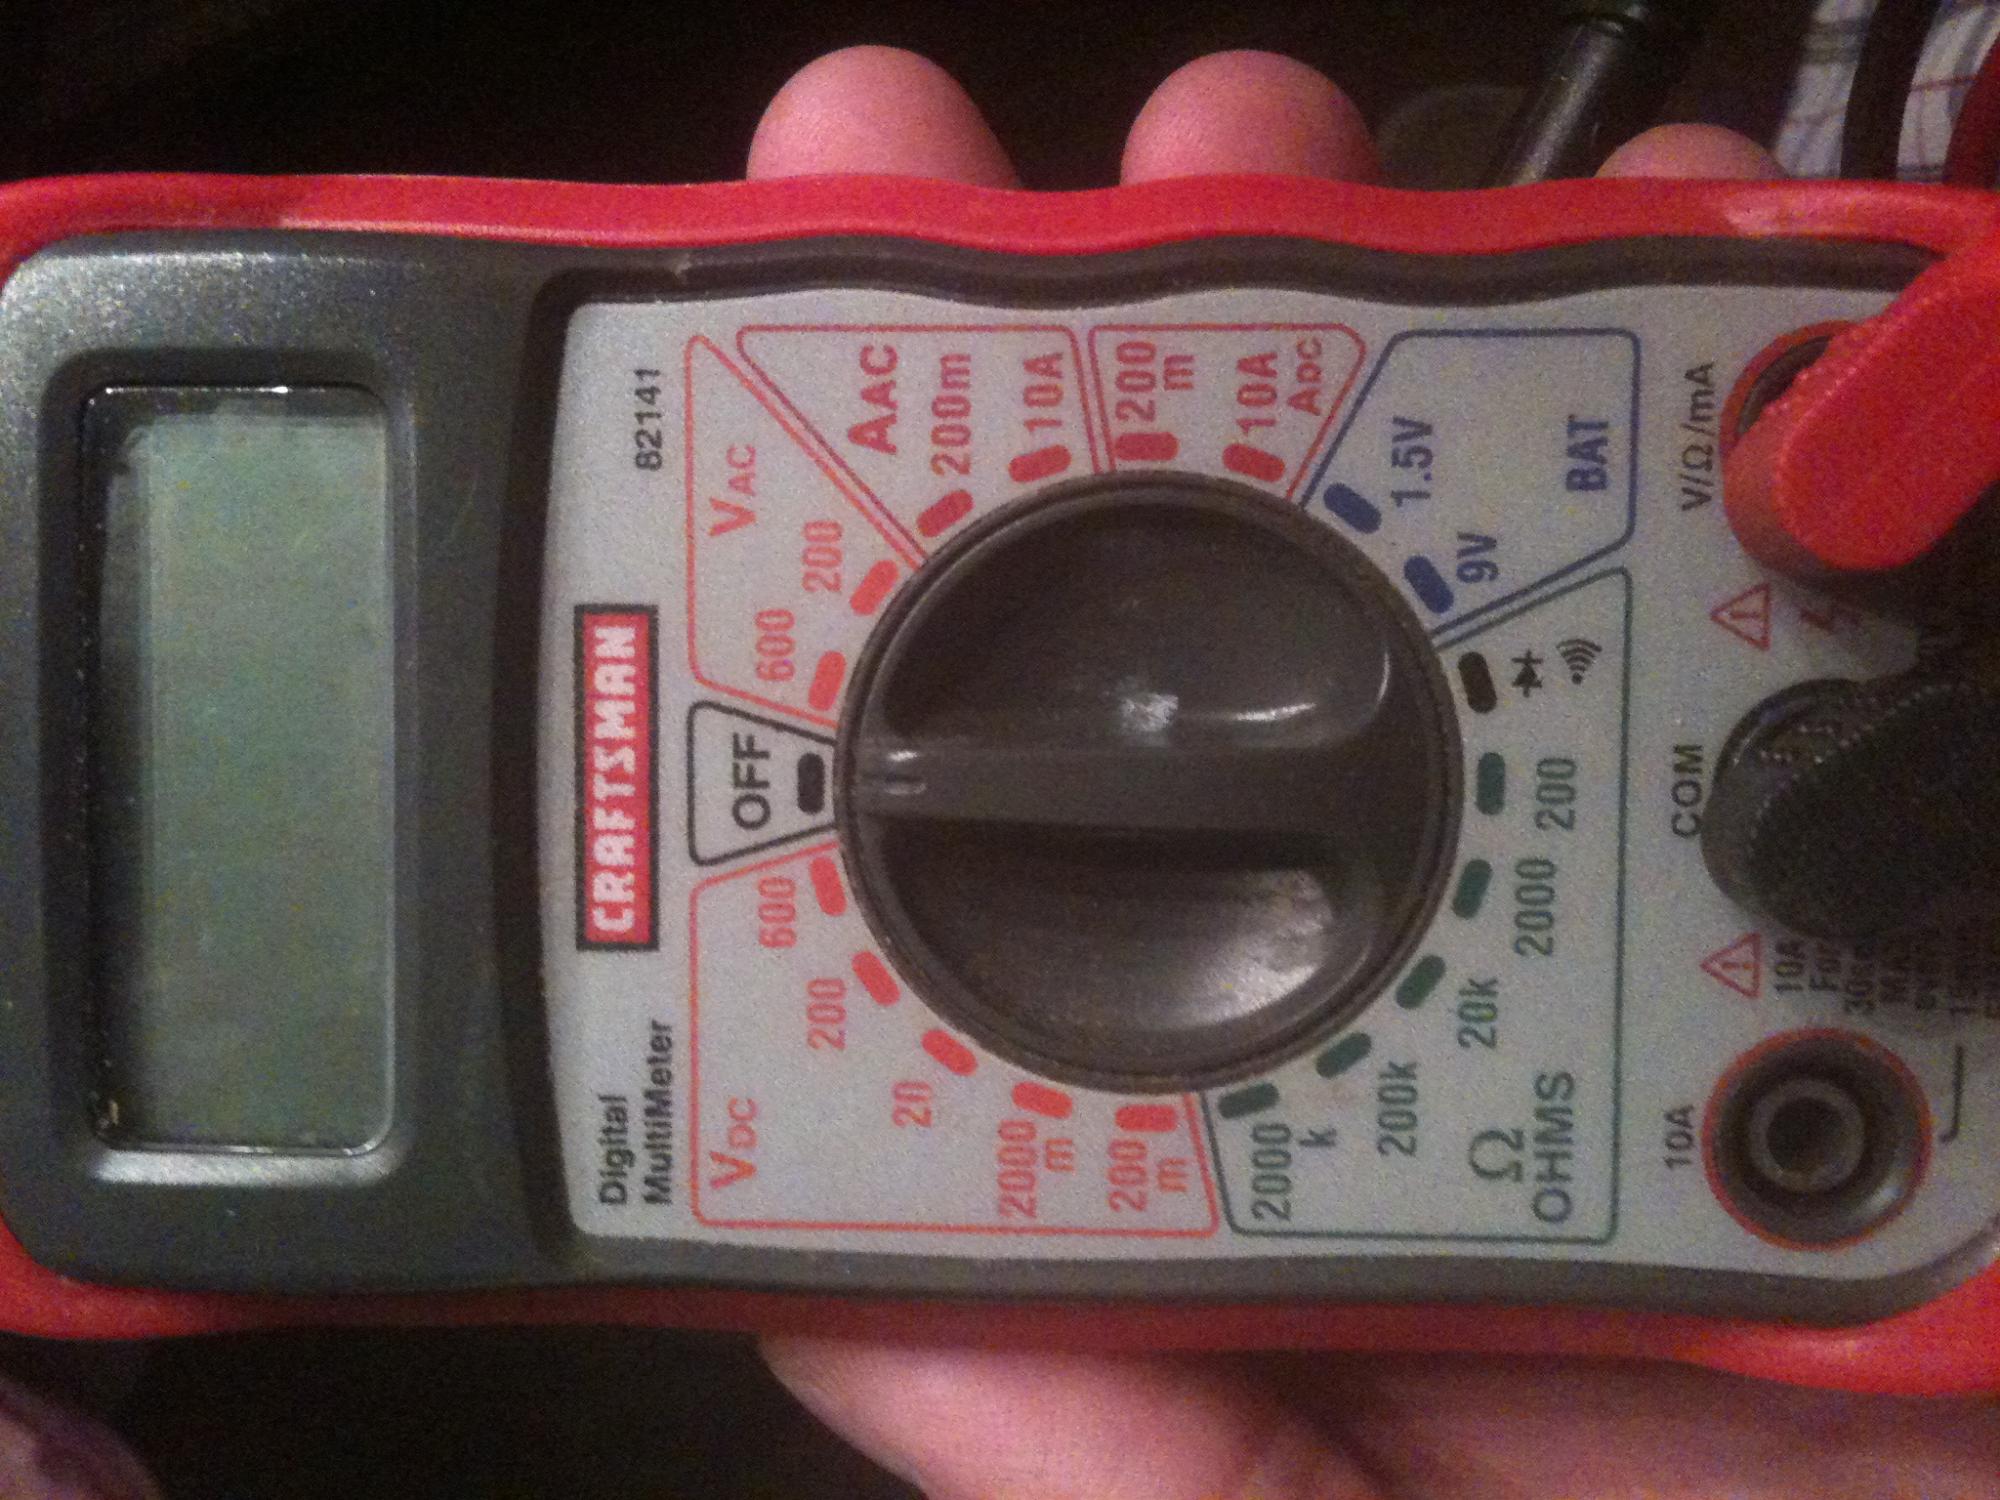 Digital
MultiMeter
CRAFTSMAN
82141
OFF
VDC
600
200
20
2000
m
200
m
VAC
600
200
AAC
200m
10A
200
m
10A
ADC
1.5V
9V
BAT
200
2000
20k
200k
2000
k
Ω
OHMS
10A
COM
V/Ω/mA
10A